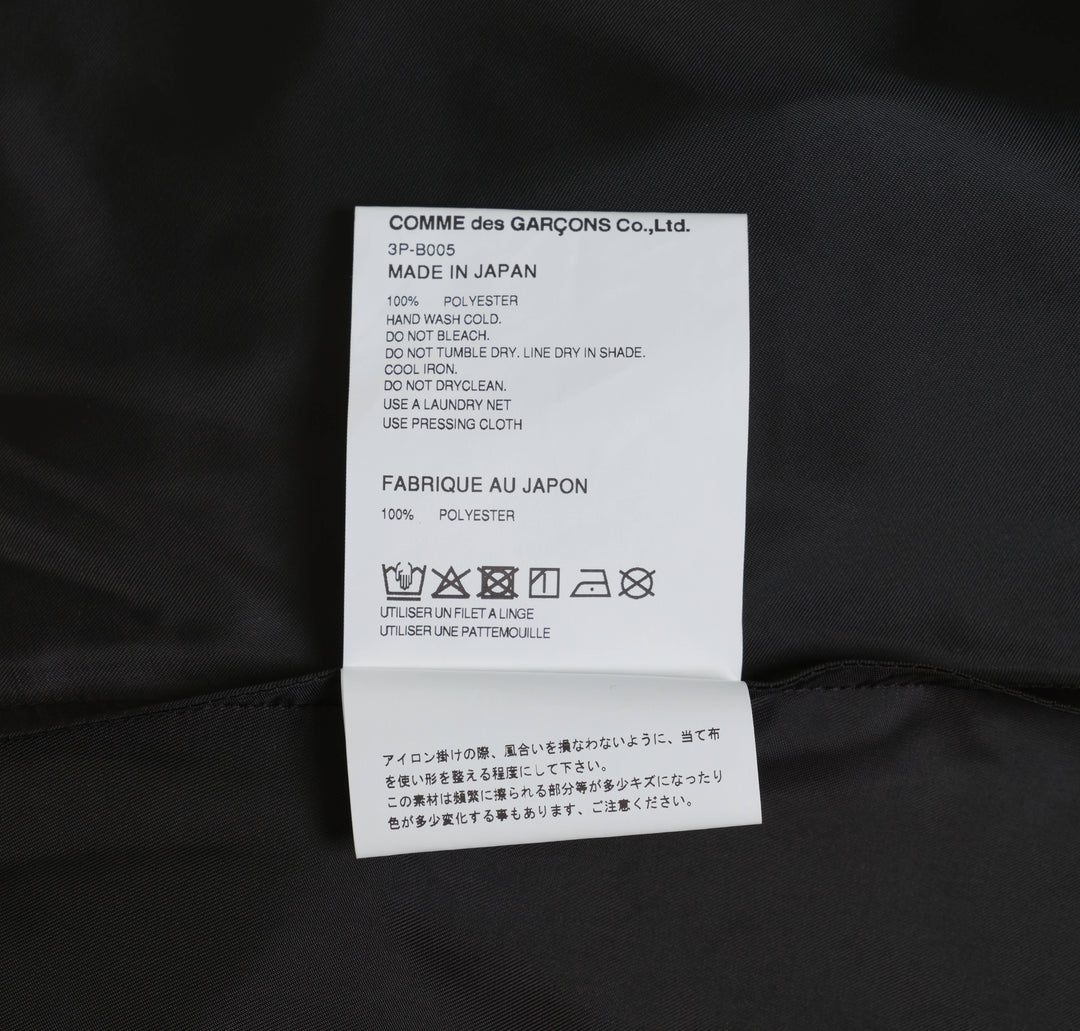 COMME des GARÇONS Co.,Ltd.
3P-B005
MADE IN JAPAN
100% POLYESTER
HAND WASH COLD.
DO NOT BLEACH.
DO NOT TUMBLE DRY. LINE DRY IN SHADE.
COOL IRON.
DO NOT DRYCLEAN.
USE A LAUNDRY NET
USE PRESSING CLOTH
FABRIQUE AU JAPON
100% POLYESTER
UTILISER UN FILET A LINGE
UTILISER UNE PATTEMOUILLE
アイロン掛けの際、風合いを損なわないように、当て布
を使い形を整える程度にして下さい。
この素材は頻繁に擦られる部分等が多少キズになったり
色が多少変化する事もあります、ご注意ください。